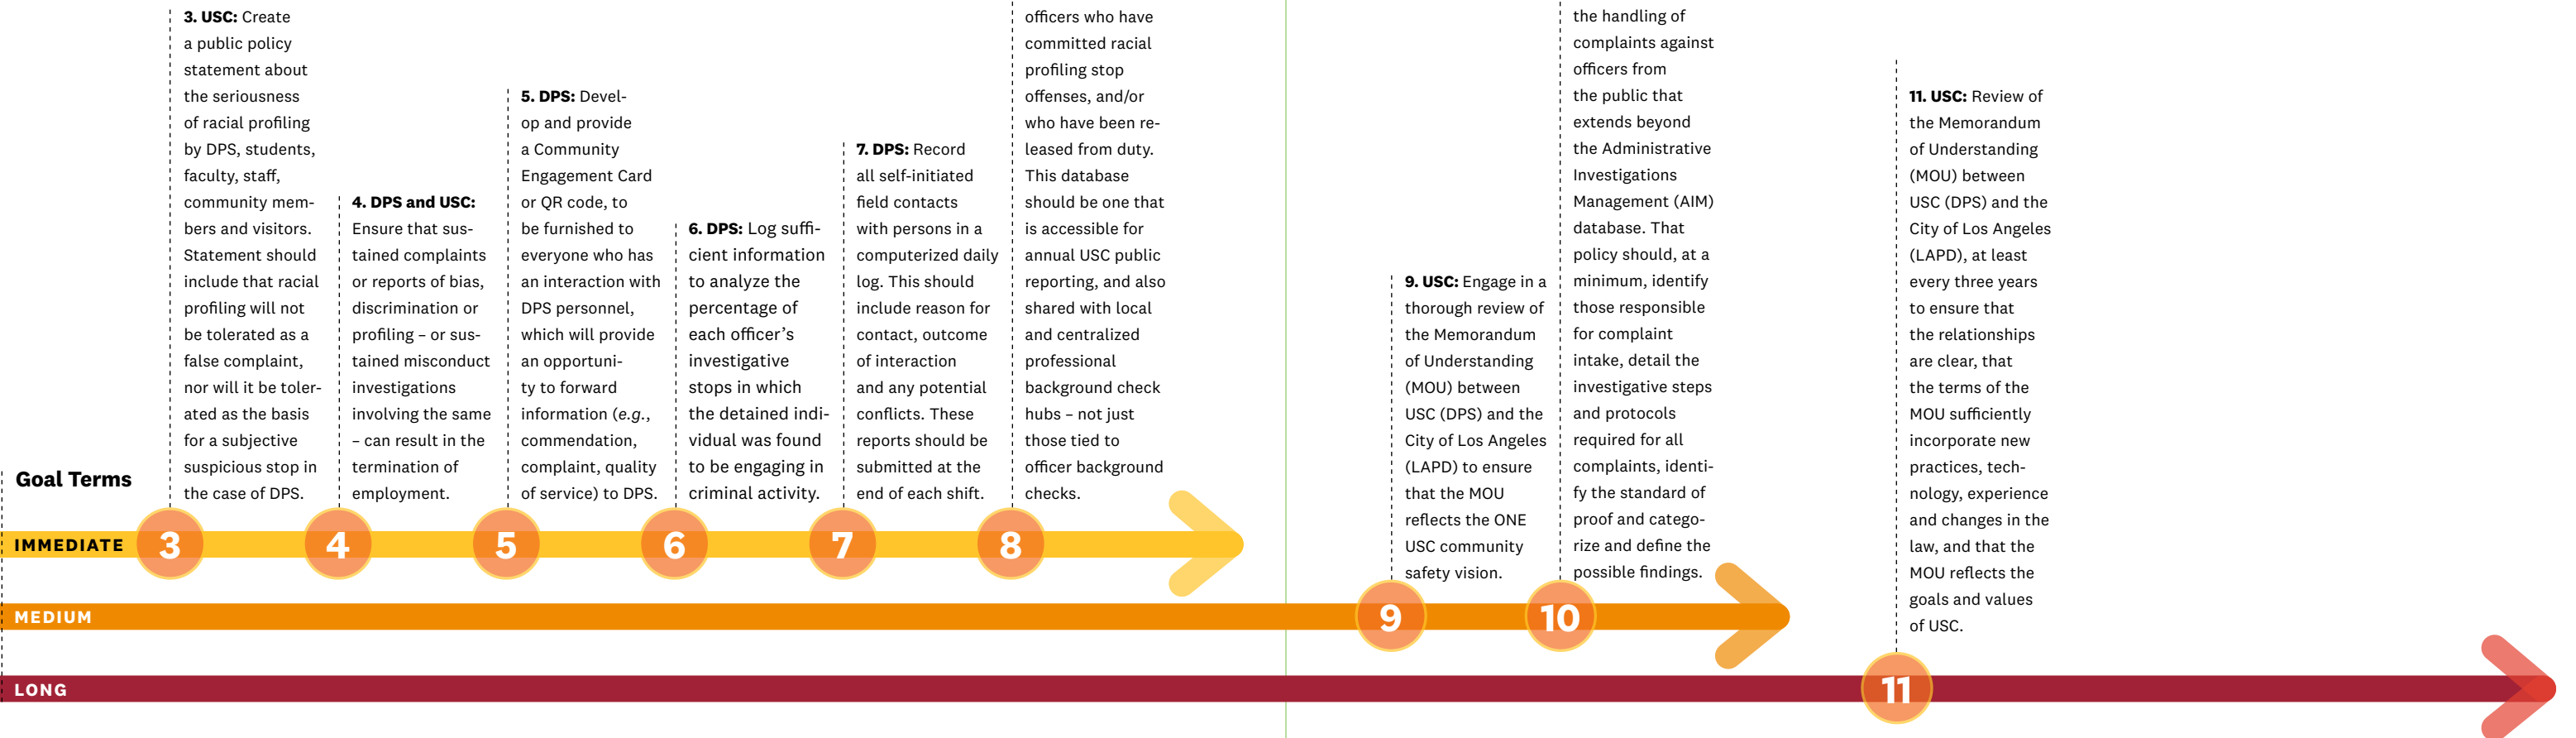 3. USC: Create
a public policy
statement about
the seriousness
of racial profiling
by DPS, students,
faculty, staff,
community mem-
bers and visitors.
Statement should
include that racial
profiling will not
be tolerated as a
false complaint,
nor will it be toler-
ated as the basis
for a subjective
suspicious stop in
the case of DPS.
4. DPS and USC:
Ensure that sus-
tained complaints
or reports of bias,
discrimination or
profiling – or sus-
tained misconduct
investigations
involving the same
– can result in the
termination of
employment.
5. DPS: Devel-
op and provide
a Community
Engagement Card
or QR code, to
be furnished to
everyone who has
an interaction with
DPS personnel,
which will provide
an opportuni-
ty to forward
information (e.g.,
commendation,
complaint, quality
of service) to DPS.
6. DPS: Log suffi-
cient information
to analyze the
percentage of
each officer’s
investigative
stops in which
the detained indi-
vidual was found
to be engaging in
criminal activity.
7. DPS: Record
all self-initiated
field contacts
with persons in a
computerized daily
log. This should
include reason for
contact, outcome
of interaction
and any potential
conflicts. These
reports should be
submitted at the
end of each shift.
officers who have
committed racial
profiling stop
offenses, and/or
who have been re-
leased from duty.
This database
should be one that
is accessible for
annual USC public
reporting, and also
shared with local
and centralized
professional
background check
hubs – not just
those tied to
officer background
checks.
9. USC: Engage in a
thorough review of
the Memorandum
of Understanding
(MOU) between
USC (DPS) and the
City of Los Angeles
(LAPD) to ensure
that the MOU
reflects the ONE
USC community
safety vision.
the handling of
complaints against
officers from
the public that
extends beyond
the Administrative
Investigations
Management (AIM)
database. That
policy should, at a
minimum, identify
those responsible
for complaint
intake, detail the
investigative steps
and protocols
required for all
complaints, identi-
fy the standard of
proof and catego-
rize and define the
possible findings.
11. USC: Review of
the Memorandum
of Understanding
(MOU) between
USC (DPS) and the
City of Los Angeles
(LAPD), at least
every three years
to ensure that
the relationships
are clear, that
the terms of the
MOU sufficiently
incorporate new
practices, tech-
nology, experience
and changes in the
law, and that the
MOU reflects the
goals and values
of USC.
Goal Terms
IMMEDIATE 3 4 5 6 7 8
MEDIUM 9 10
LONG 11